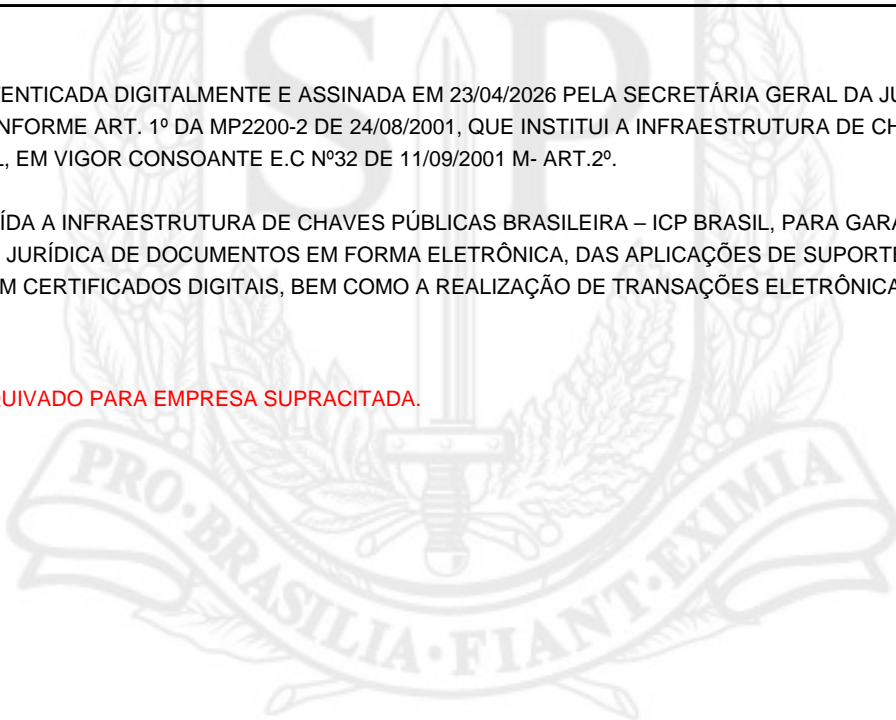 ENTICADA DIGITALMENTE E ASSINADA EM 23/04/2026 PELA SECRETÁRIA GERAL DA JU
NFORME ART. 1º DA MP2200-2 DE 24/08/2001, QUE INSTITUI A INFRAESTRUTURA DE CH
L, EM VIGOR CONSOANTE E.C Nº32 DE 11/09/2001 M- ART.2º.
ÍDA A INFRAESTRUTURA DE CHAVES PÚBLICAS BRASILEIRA – ICP BRASIL, PARA GARA
JURÍDICA DE DOCUMENTOS EM FORMA ELETRÔNICA, DAS APLICAÇÕES DE SUPORTE
M CERTIFICADOS DIGITAIS, BEM COMO A REALIZAÇÃO DE TRANSAÇÕES ELETRÔNICA
UIVADO PARA EMPRESA SUPRACITADA.
SP
PRO·BRASILIA·FIANT·EXIMIA